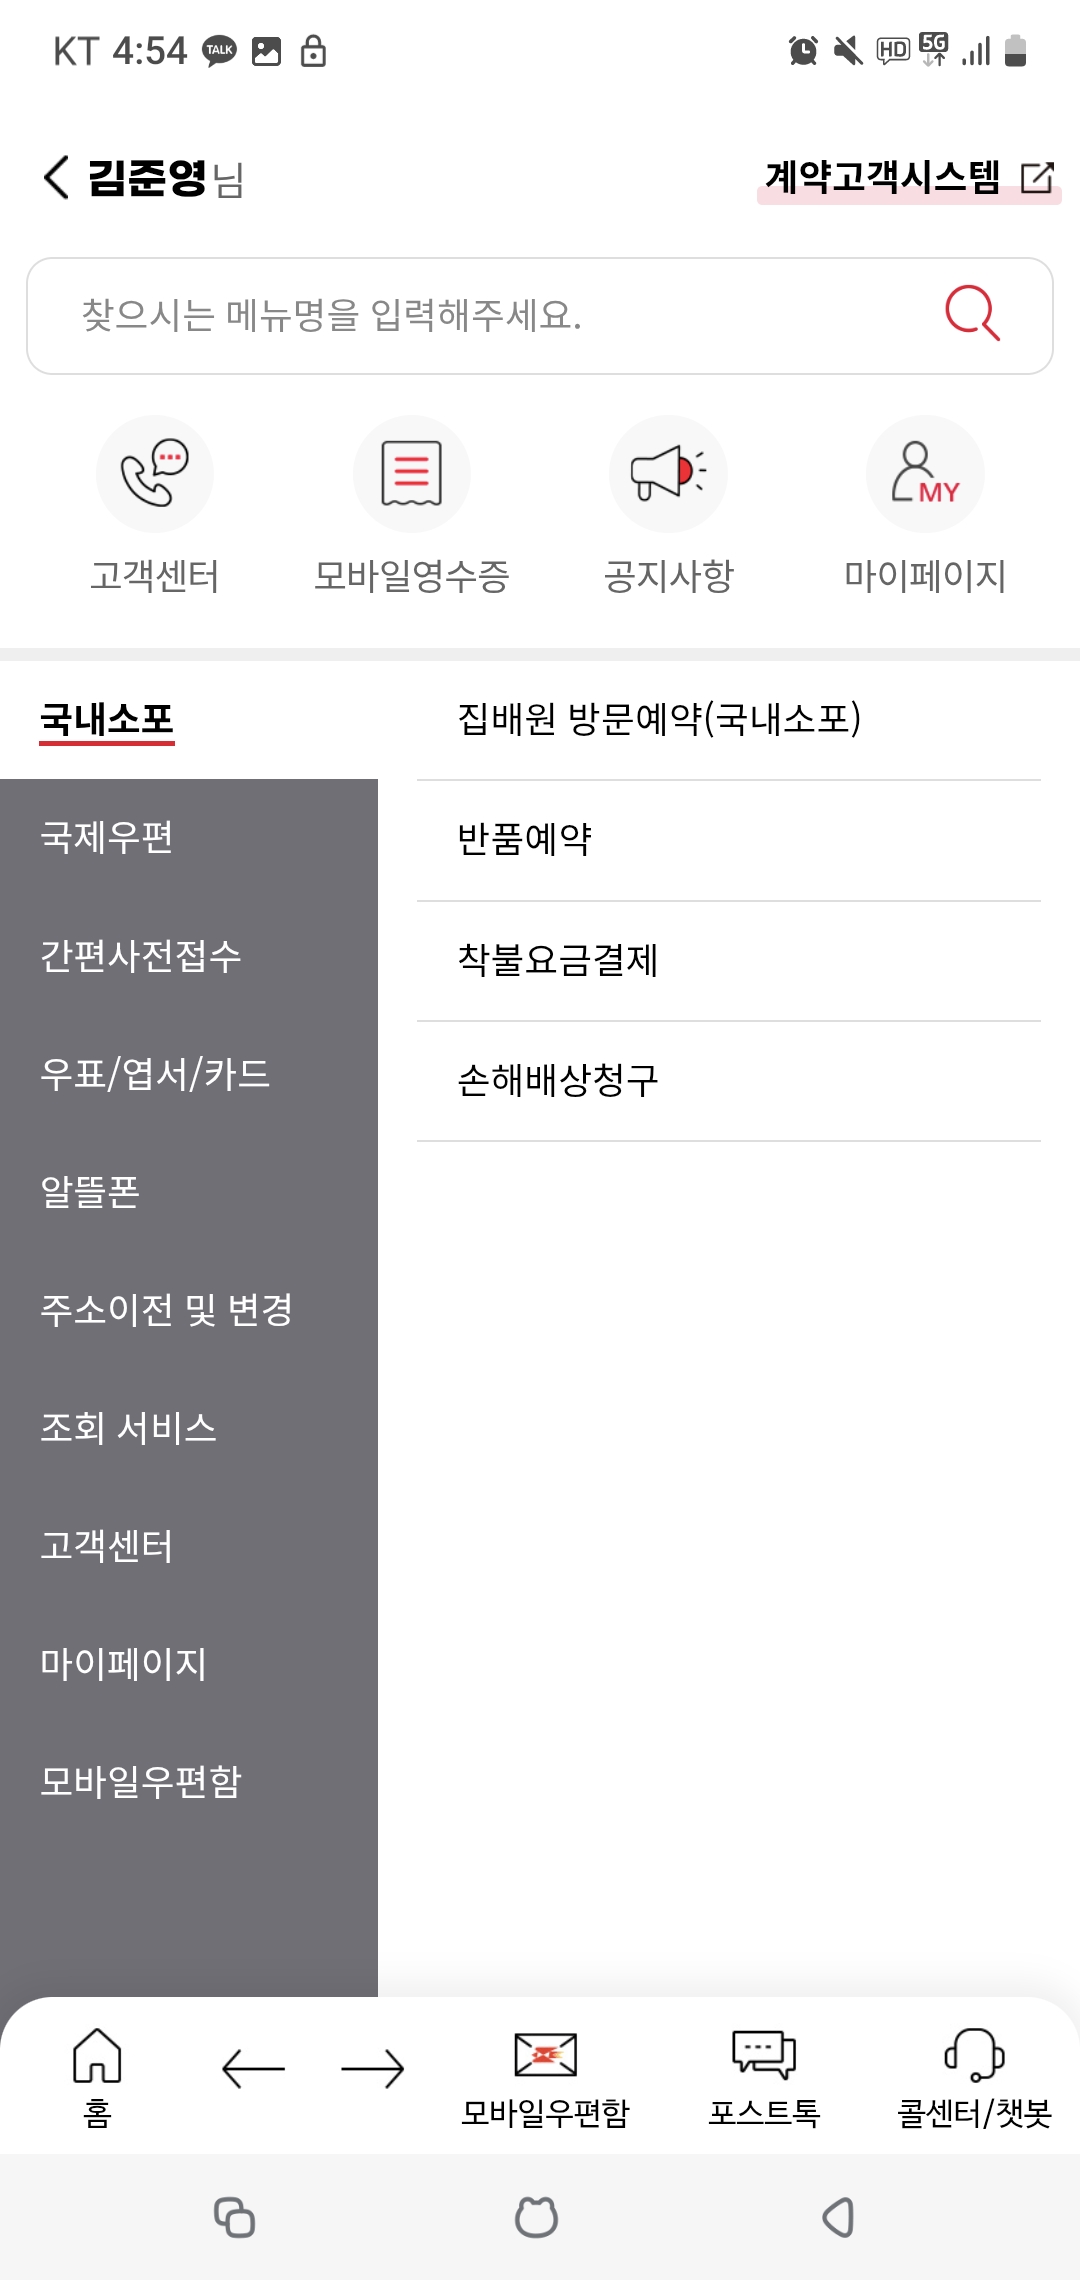 KT 4:54 TALK HD 5G
김준영님 계약고객시스템
찾으시는 메뉴명을 입력해주세요.
MY
고객센터 모바일영수증 공지사항 마이페이지
국내소포
국제우편
간편사전접수
우표/엽서/카드
알뜰폰
주소이전 및 변경
조회 서비스
고객센터
마이페이지
모바일우편함
집배원 방문예약(국내소포)
반품예약
착불요금결제
손해배상청구
홈 모바일우편함 포스트톡 콜센터/챗봇